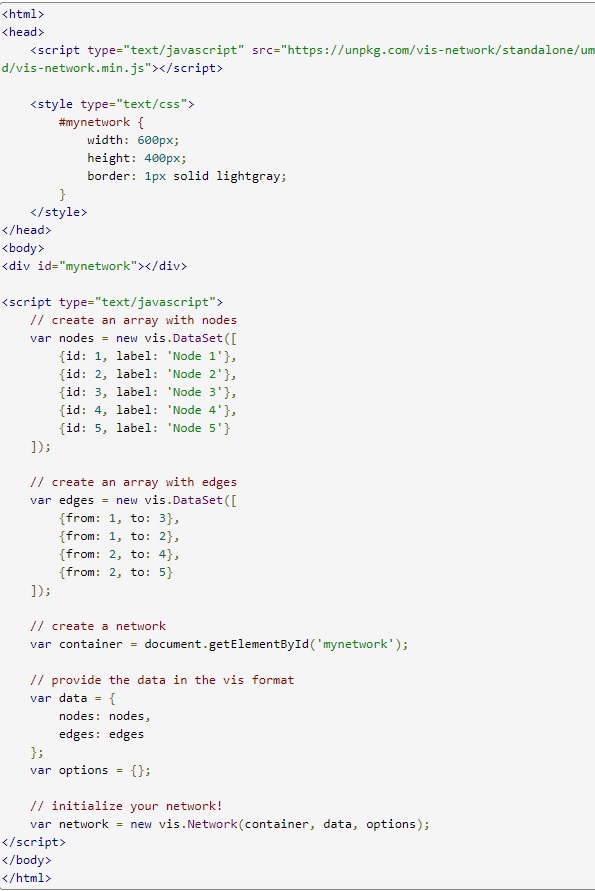 <html>
<head>
    <script type="text/javascript" src="https://unpkg.com/vis-network/standalone/um
d/vis-network.min.js"></script>

    <style type="text/css">
        #mynetwork {
            width: 600px;
            height: 400px;
            border: 1px solid lightgray;
        }
    </style>
</head>
<body>
<div id="mynetwork"></div>

<script type="text/javascript">
    // create an array with nodes
    var nodes = new vis.DataSet([
        {id: 1, label: 'Node 1'},
        {id: 2, label: 'Node 2'},
        {id: 3, label: 'Node 3'},
        {id: 4, label: 'Node 4'},
        {id: 5, label: 'Node 5'}
    ]);

    // create an array with edges
    var edges = new vis.DataSet([
        {from: 1, to: 3},
        {from: 1, to: 2},
        {from: 2, to: 4},
        {from: 2, to: 5}
    ]);

    // create a network
    var container = document.getElementById('mynetwork');

    // provide the data in the vis format
    var data = {
        nodes: nodes,
        edges: edges
    };
    var options = {};

    // initialize your network!
    var network = new vis.Network(container, data, options);
</script>
</body>
</html>